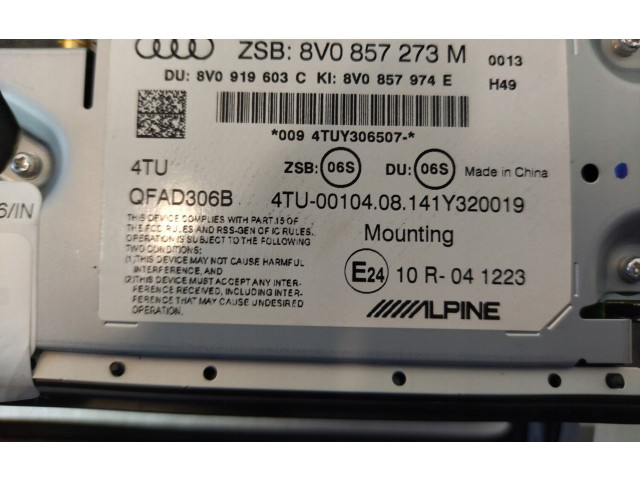 ZSB: 8V0 857 273 M
0013
DU: 8V0 919 603 C KI: 8V0 857 974 E
H49
*009 4TUY306507-*
4TU
ZSB: 06S DU: 06S Made in China
QFAD306B 4TU-00104.08.141Y320019
THIS DEVICE COMPLIES WITH PART 15 OF
THE FCC RULES AND RSS-GEN OF IC RULES.
OPERATION IS SUBJECT TO THE FOLLOWING
TWO CONDITIONS:
(1)THIS DEVICE MAY NOT CAUSE HARMFUL
INTERFERENCE, AND
(2)THIS DEVICE MUST ACCEPT ANY INTER-
FERENCE RECEIVED, INCLUDING INTER-
FERENCE THAT MAY CAUSE UNDESIRED
OPERATION.
Mounting
E24 10 R- 04 1223
ALPINE
6/IN